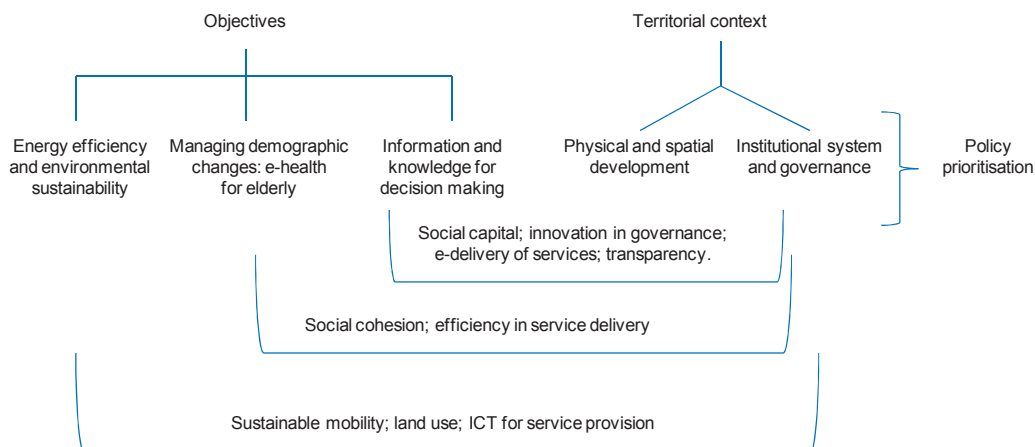 Objectives
Territorial context
Energy efficiency
and environmental
sustainability
Managing demographic
changes: e-health
for elderly
Information and
knowledge for
decision making
Physical and spatial
development
Institutional system
and governance
Policy
prioritisation
Social capital; innovation in governance;
e-delivery of services; transparency.
Social cohesion; efficiency in service delivery
Sustainable mobility; land use; ICT for service provision